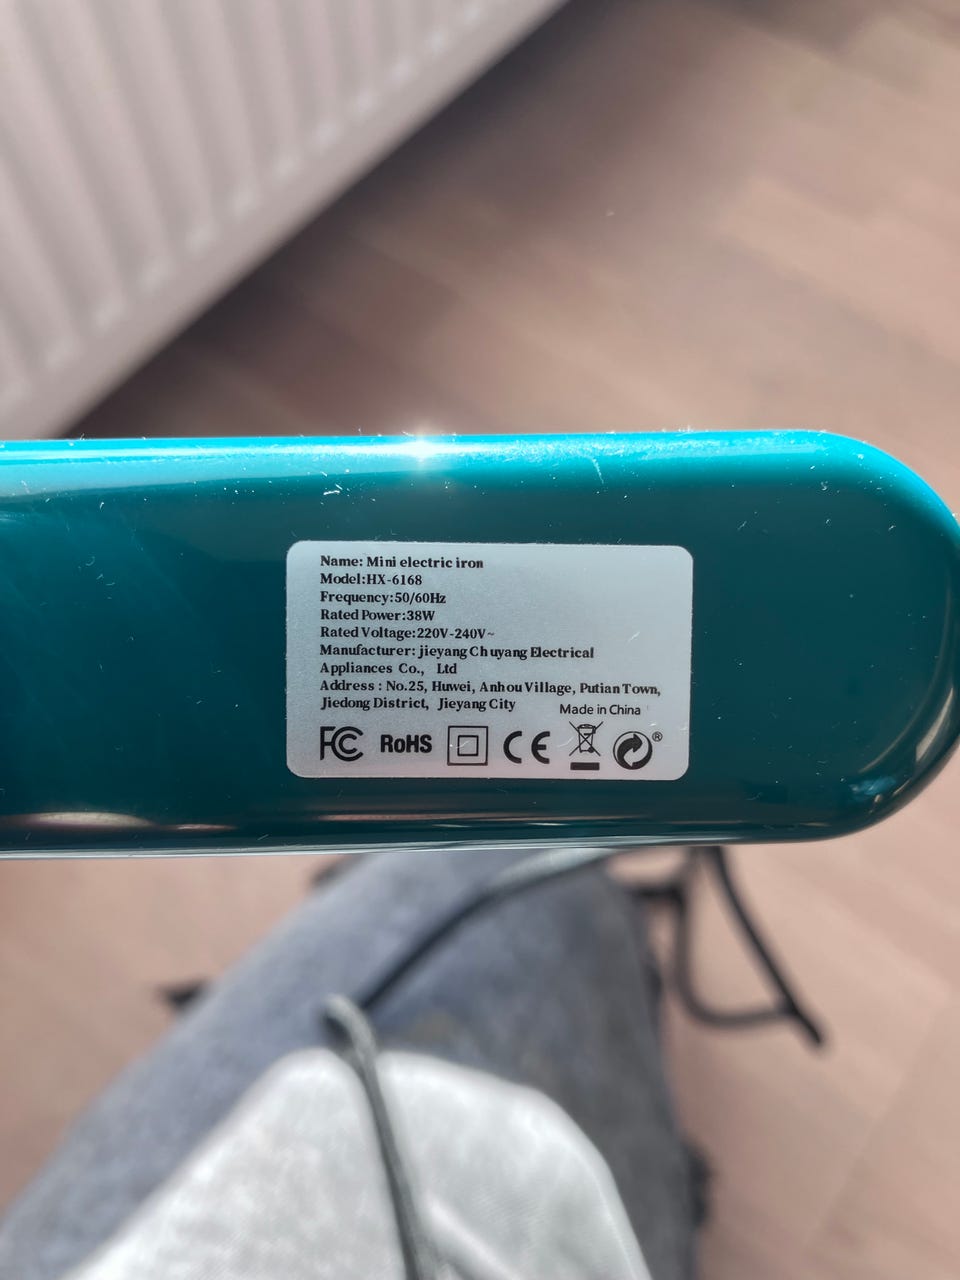 Name: Mini electric iron
Model:HX-6168
Frequency:50/60Hz
Rated Power:38W
Rated Voltage:220V-240V~
Manufacturer: jieyang Chuyang Electrical
Appliances Co., Ltd
Address : No.25, Huwei, Anhou Village, Putian Town,
Jiedong District, Jieyang City
Made in China
FC RoHS CE ®